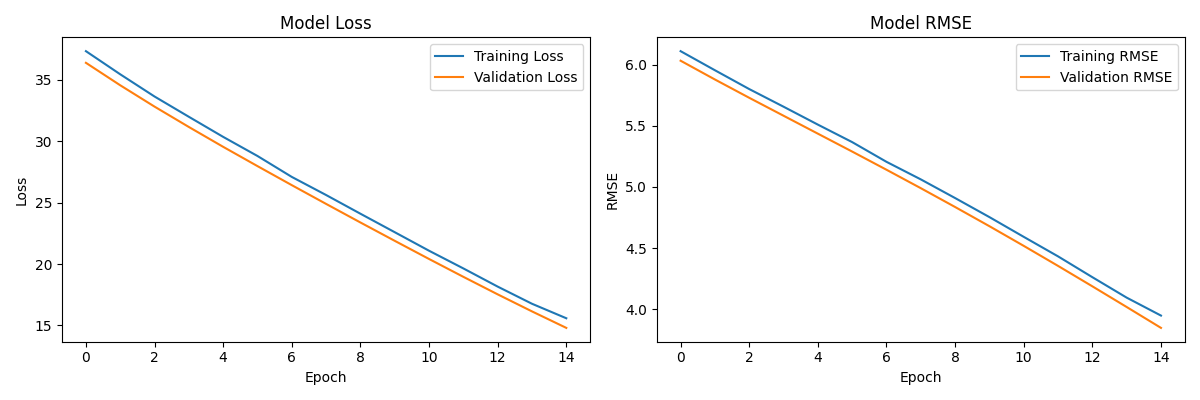 Model Loss
Training Loss
Validation Loss
35
30
25
20
15
Loss
0 2 4 6 8 10 12 14
Epoch
Model RMSE
Training RMSE
Validation RMSE
6.0
5.5
5.0
4.5
4.0
RMSE
0 2 4 6 8 10 12 14
Epoch